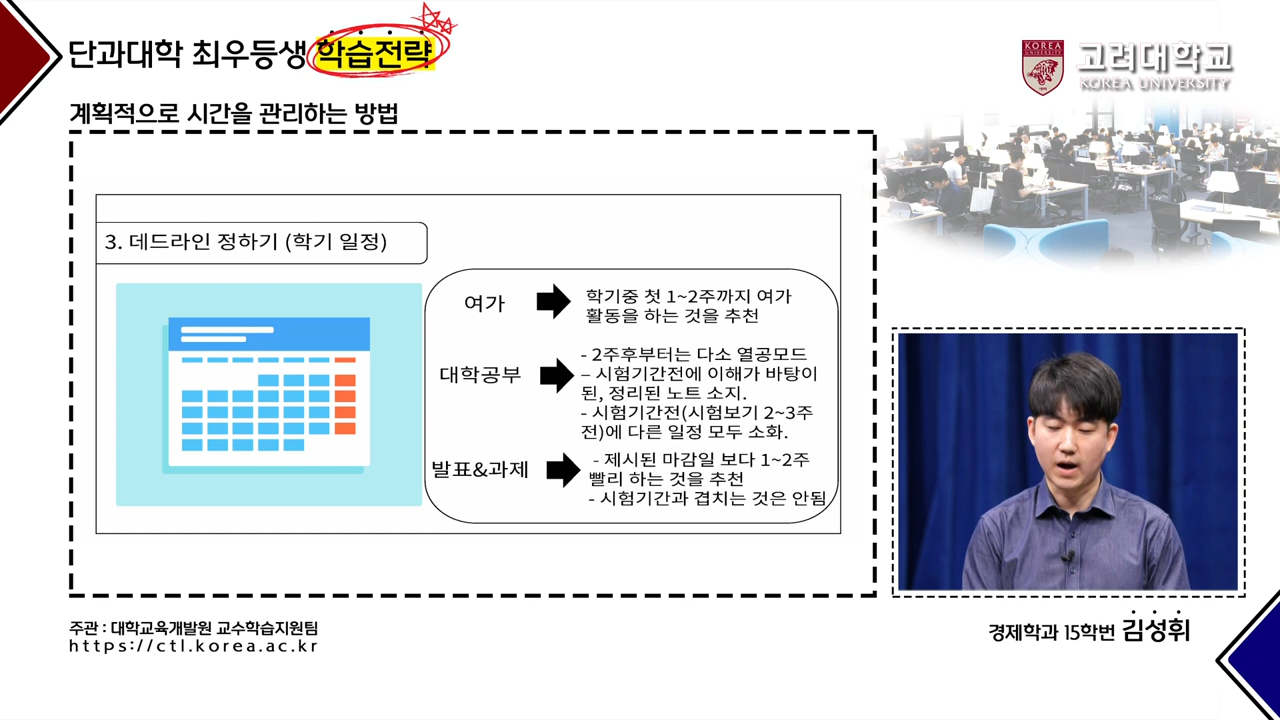 단과대학 최우등생 학습전략
KOREA
UNIVERSITY
1905
고려대학교
KOREA UNIVERSITY
계획적으로 시간을 관리하는 방법
3. 데드라인 정하기 (학기 일정)
여가
학기중 첫 1~2주까지 여가
활동을 하는 것을 추천
대학공부
- 2주후부터는 다소 열공모드
– 시험기간전에 이해가 바탕이
된, 정리된 노트 소지.
- 시험기간전(시험보기 2~3주
전)에 다른 일정 모두 소화.
발표&과제
- 제시된 마감일 보다 1~2주
빨리 하는 것을 추천
- 시험기간과 겹치는 것은 안됨
주관 : 대학교육개발원 교수학습지원팀
https://ctl.korea.ac.kr
경제학과 15학번 김성휘